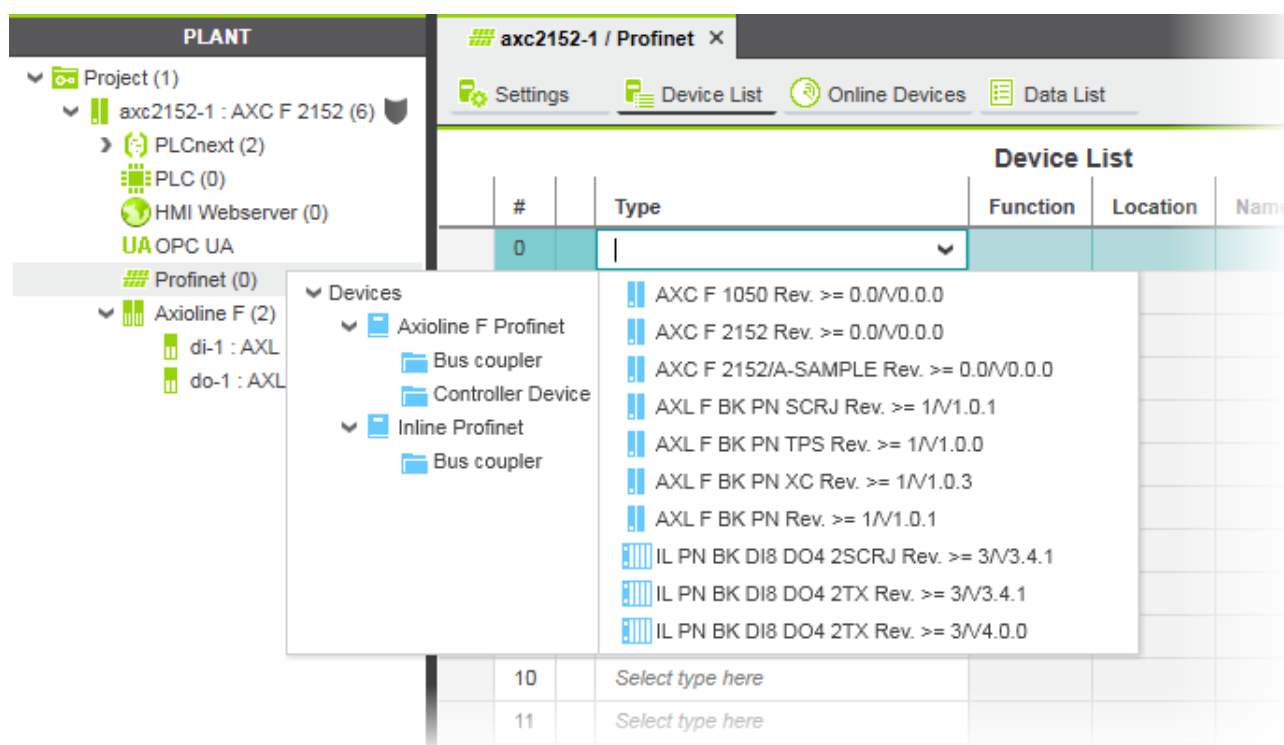 PLANT
Project (1)
axc2152-1 : AXC F 2152 (6)
PLCnext (2)
PLC (0)
HMI Webserver (0)
UA OPC UA
Profinet (0)
Axioline F (2)
di-1 : AXL
do-1 : AXL
axc2152-1 / Profinet ×
Settings Device List Online Devices Data List
Device List
# Type Function Location Name
0
Devices
Axioline F Profinet
Bus coupler
Controller Device
Inline Profinet
Bus coupler
AXC F 1050 Rev. >= 0.0/V0.0.0
AXC F 2152 Rev. >= 0.0/V0.0.0
AXC F 2152/A-SAMPLE Rev. >= 0.0/V0.0.0
AXL F BK PN SCRJ Rev. >= 1/V1.0.1
AXL F BK PN TPS Rev. >= 1/V1.0.0
AXL F BK PN XC Rev. >= 1/V1.0.3
AXL F BK PN Rev. >= 1/V1.0.1
IL PN BK DI8 DO4 2SCRJ Rev. >= 3/V3.4.1
IL PN BK DI8 DO4 2TX Rev. >= 3/V3.4.1
IL PN BK DI8 DO4 2TX Rev. >= 3/V4.0.0
10 Select type here
11 Select type here